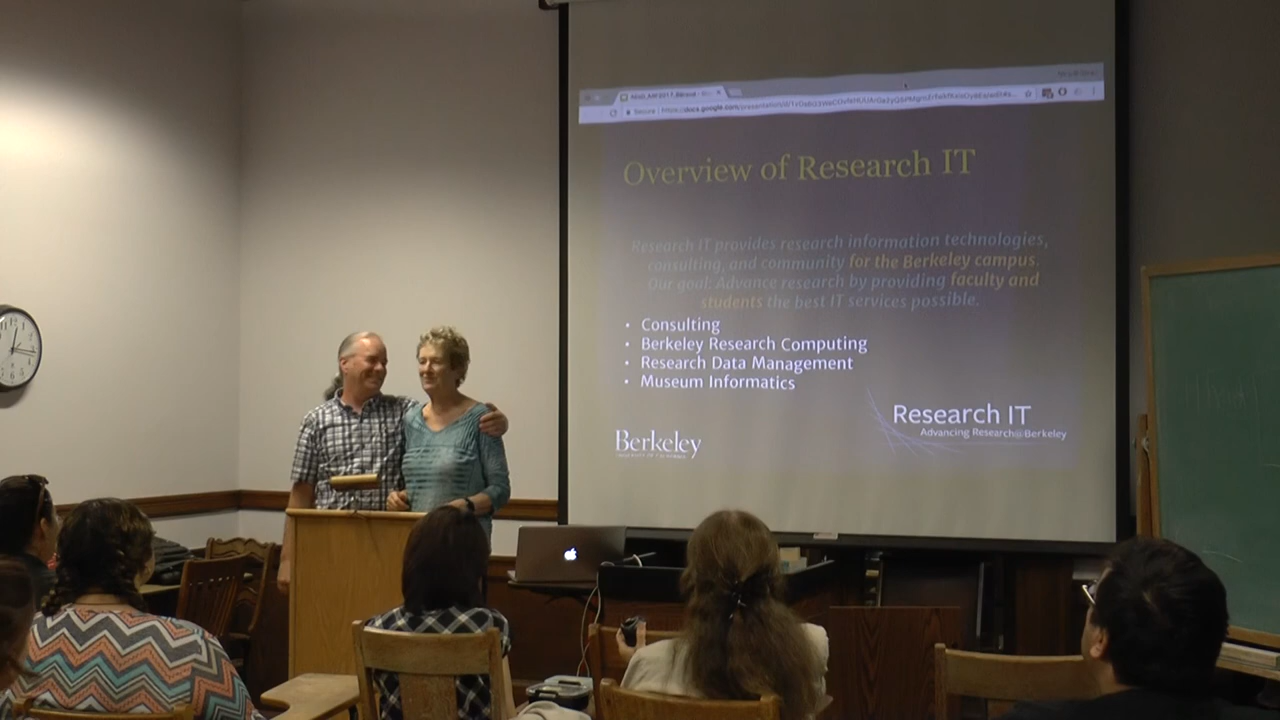 Secure
Overview of Research IT
Research IT provides research information technologies,
consulting, and community for the Berkeley campus.
Our goal: Advance research by providing faculty and
students the best IT services possible.
• Consulting
• Berkeley Research Computing
• Research Data Management
• Museum Informatics
Berkeley
Research IT
Advancing Research@Berkeley